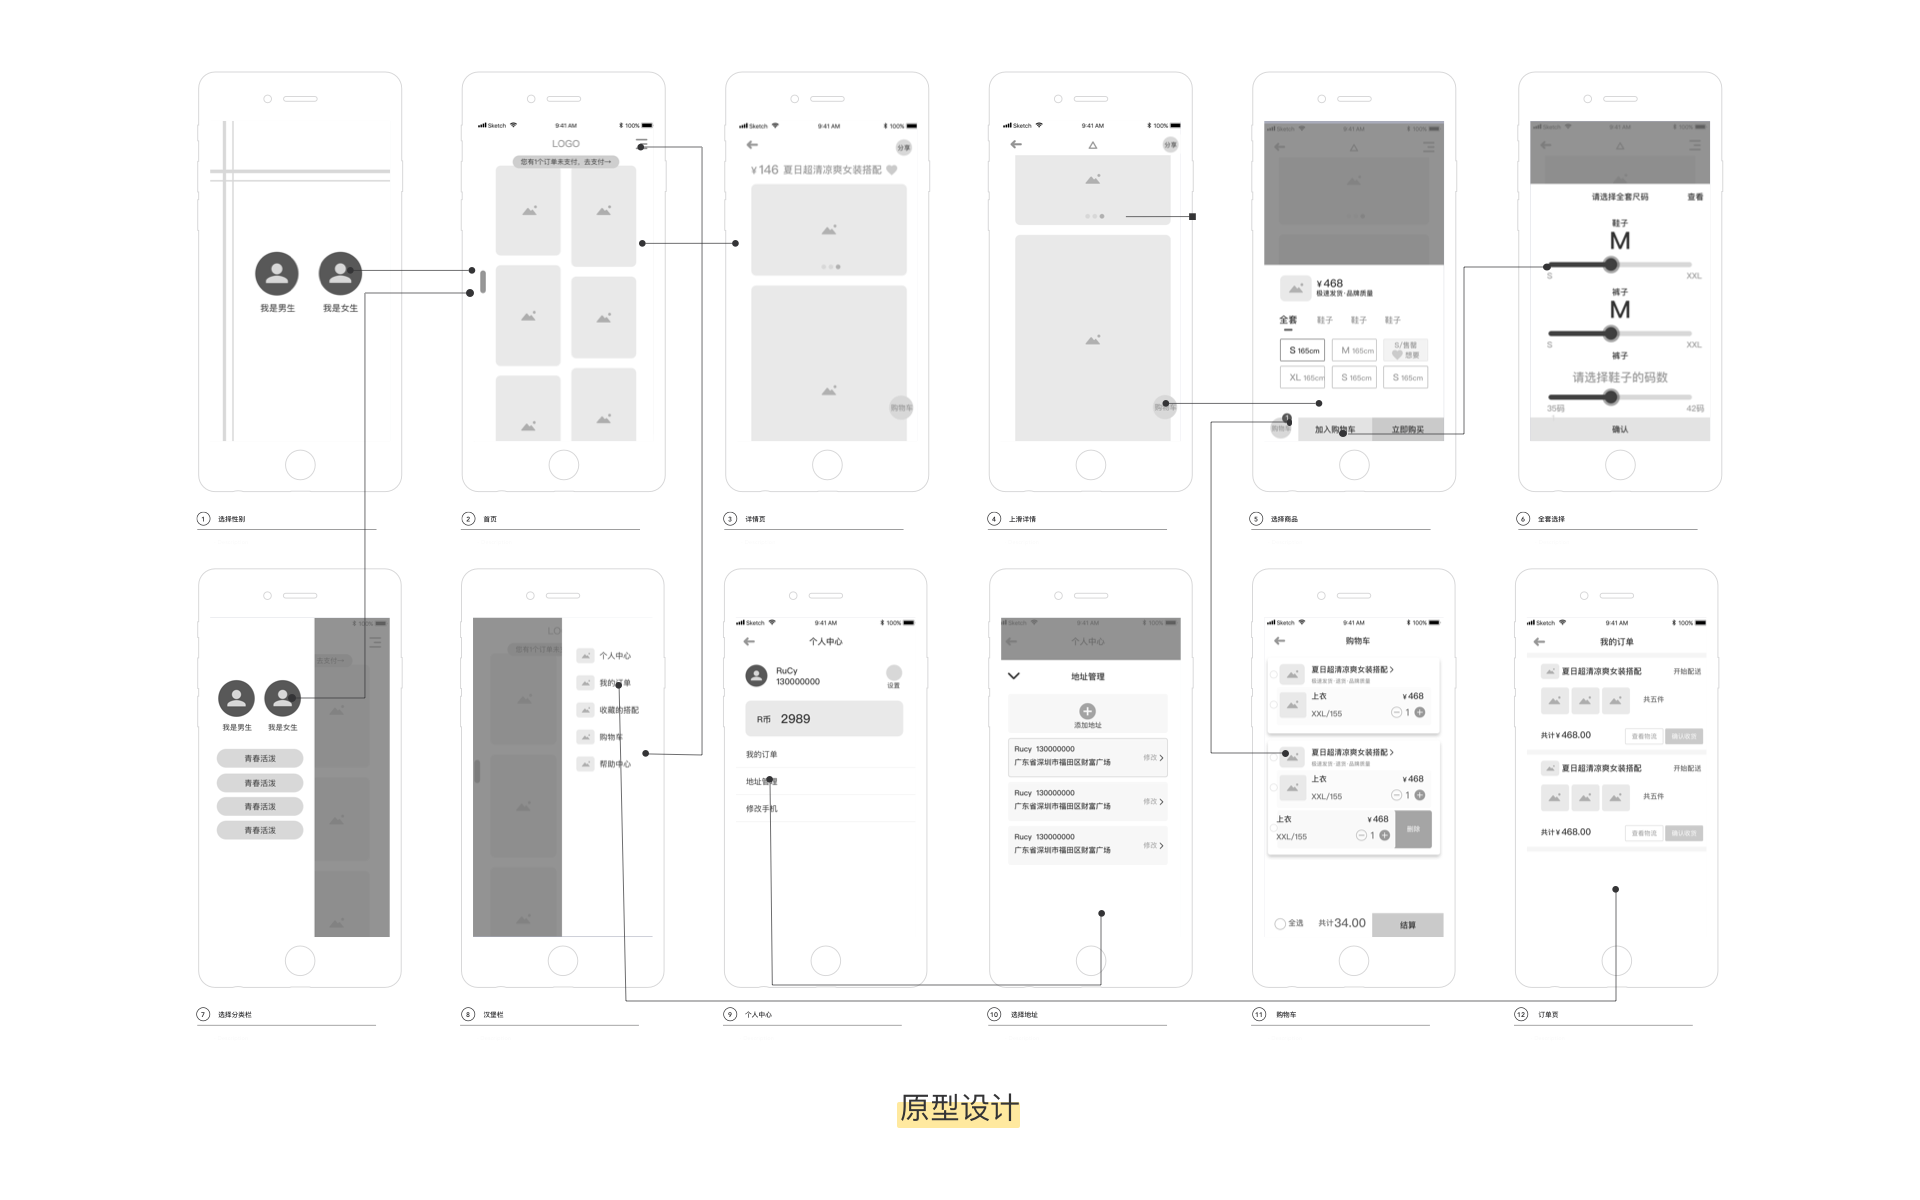 我是男生
我是女生
① 选择性别
Sketch 9:41 AM 100%
LOGO
您有1个订单未支付，去支付→
② 首页
Sketch 9:41 AM 100%
分享
¥146 夏日超清凉爽女装搭配
购物车
③ 详情页
Sketch 9:41 AM 100%
分享
购物车
④ 上滑详情
Sketch 9:41 AM 100%
¥468
极速发货·品牌质量
全套 鞋子 鞋子 鞋子
S 165cm M 165cm
想要
XL 165cm S 165cm S 165cm
1
购物车 加入购物车 立即购买
⑤ 选择商品
Sketch 9:41 AM 100%
请选择全套尺码 查看
鞋子
M
S XXL
裤子
M
S XXL
裤子
请选择鞋子的码数
35码 42码
确认
⑥ 全套选择
100%
去支付→
我是男生
我是女生
青春活泼
青春活泼
青春活泼
青春活泼
⑦ 选择分类栏
LO
您有1个订单未
个人中心
我的订单
收藏的搭配
购物车
帮助中心
⑧ 汉堡栏
Sketch 9:41 AM 100%
个人中心
RuCy
130000000
设置
R币 2989
我的订单
地址管理
修改手机
⑨ 个人中心
Sketch 9:41 AM 100%
个人中心
地址管理
添加地址
Rucy 130000000
广东省深圳市福田区财富广场
修改
Rucy 130000000
广东省深圳市福田区财富广场
修改
Rucy 130000000
广东省深圳市福田区财富广场
修改
⑩ 选择地址
Sketch 9:41 AM 100%
购物车
夏日超清凉爽女装搭配
极速发货·退货·品牌质量
上衣 ¥468
XXL/155 1
夏日超清凉爽女装搭配
极速发货·退货·品牌质量
上衣 ¥468
XXL/155 1
上衣 ¥468
XXL/155 1
删除
全选 共计34.00 结算
⑪ 购物车
Sketch 9:41 AM 100%
我的订单
夏日超清凉爽女装搭配 开始配送
共五件
共计¥468.00 查看物流 确认收货
夏日超清凉爽女装搭配 开始配送
共五件
共计¥468.00 查看物流 确认收货
⑫ 订单页
原型设计